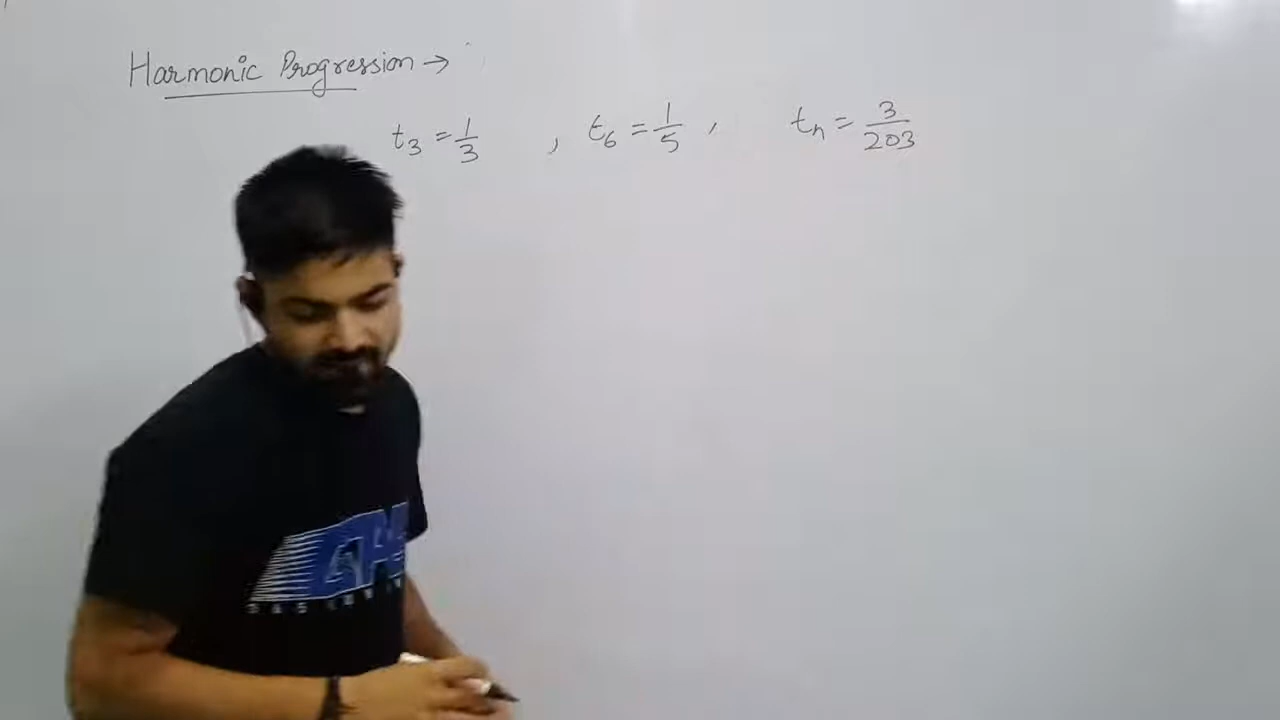 Harmonic Progression →
t₃ = 1/3 , t₆ = 1/5 , tₙ = 3/203